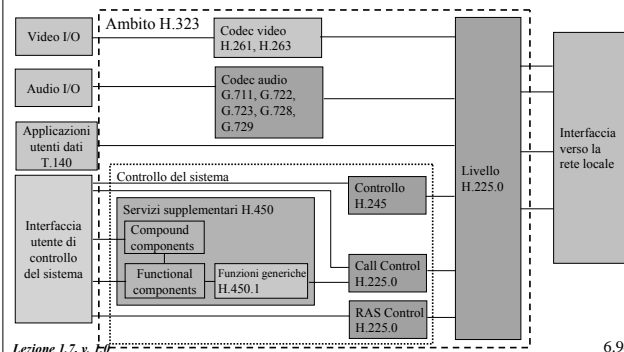 Ambito H.323
Video I/O
Codec video
H.261, H.263
Audio I/O
Codec audio
G.711, G.722,
G.723, G.728,
G.729
Applicazioni
utenti dati
T.140
Interfaccia
verso la
rete locale
Livello
H.225.0
Controllo del sistema
Controllo
H.245
Interfaccia
utente di
controllo
del sistema
Servizi supplementari H.450
Compound
components
Functional
components
Funzioni generiche
H.450.1
Call Control
H.225.0
RAS Control
H.225.0
Lezione 1.7, v. 1.0
6.9